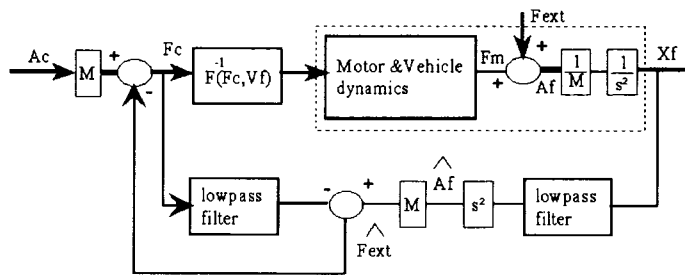 Fext
Ac
M
+
-
Fc
-1
F(Fc,Vf)
Motor &Vehicle
dynamics
Fm
+
+
Af
1
M
1
s²
Xf
lowpass
filter
-
+
^
Fext
M
^
Af
s²
lowpass
filter